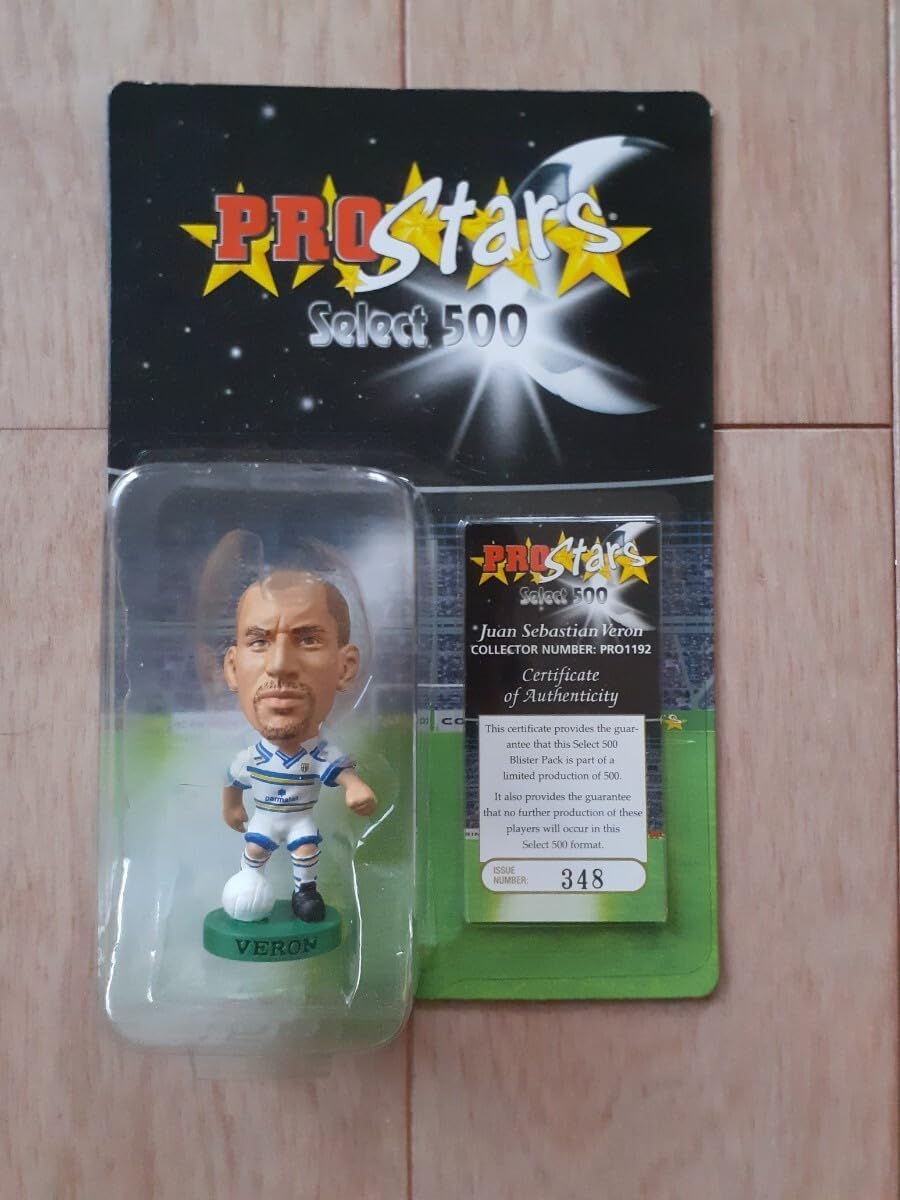 PROStars
Select 500
PROStars
Select 500
Juan Sebastian Veron
COLLECTOR NUMBER: PRO1192
Certificate
of Authenticity
This certificate provides the guar-
antee that this Select 500
Blister Pack is part of a
limited production of 500.
It also provides the guarantee
that no further production of these
players will occur in this
Select 500 format.
ISSUE
NUMBER: 348
parmalat
VERON